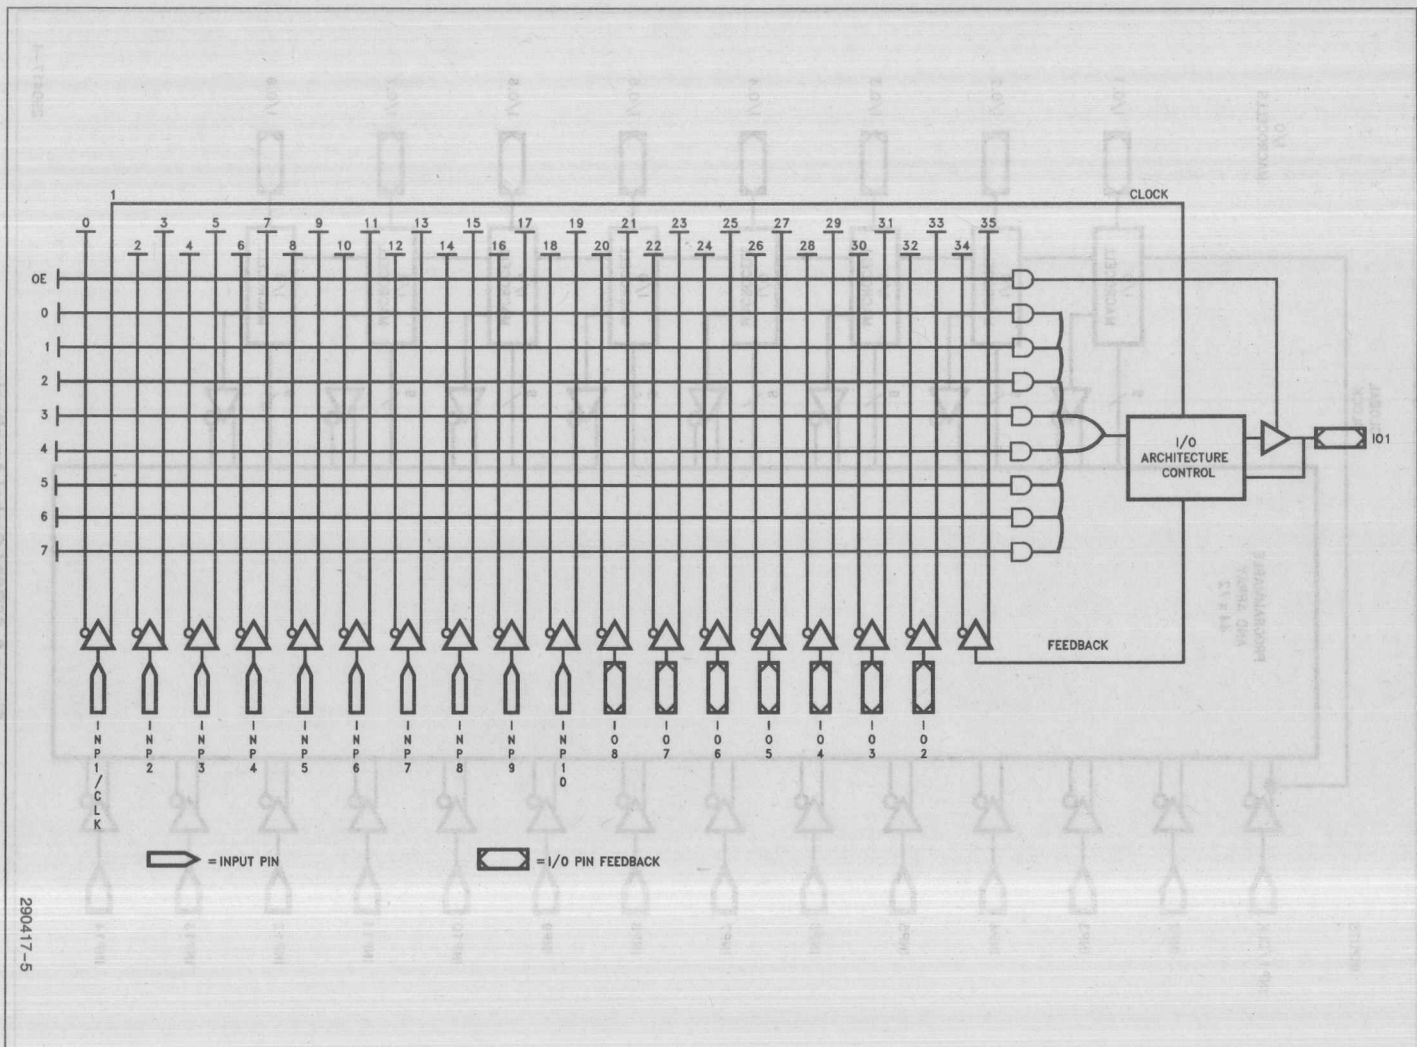 1
CLOCK
0 3 5 7 9 11 13 15 17 19 21 23 25 27 29 31 33 35
2 4 6 8 10 12 14 16 18 20 22 24 26 28 30 32 34
OE
0
1
2
3
4
5
6
7
I/O
ARCHITECTURE
CONTROL
IO1
FEEDBACK
INP1/CLK
INP2
INP3
INP4
INP5
INP6
INP7
INP8
INP9
INP10
IO8
IO7
IO6
IO5
IO4
IO3
IO2
=INPUT PIN
=I/O PIN FEEDBACK
290417-5